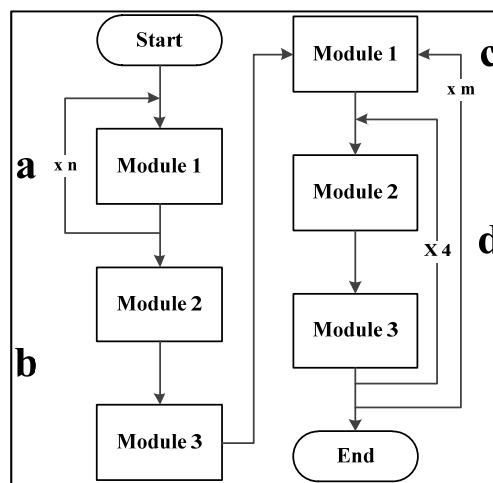 Start
a
x n
Module 1
Module 2
b
Module 3
Module 1
c
x m
Module 2
X 4
d
Module 3
End